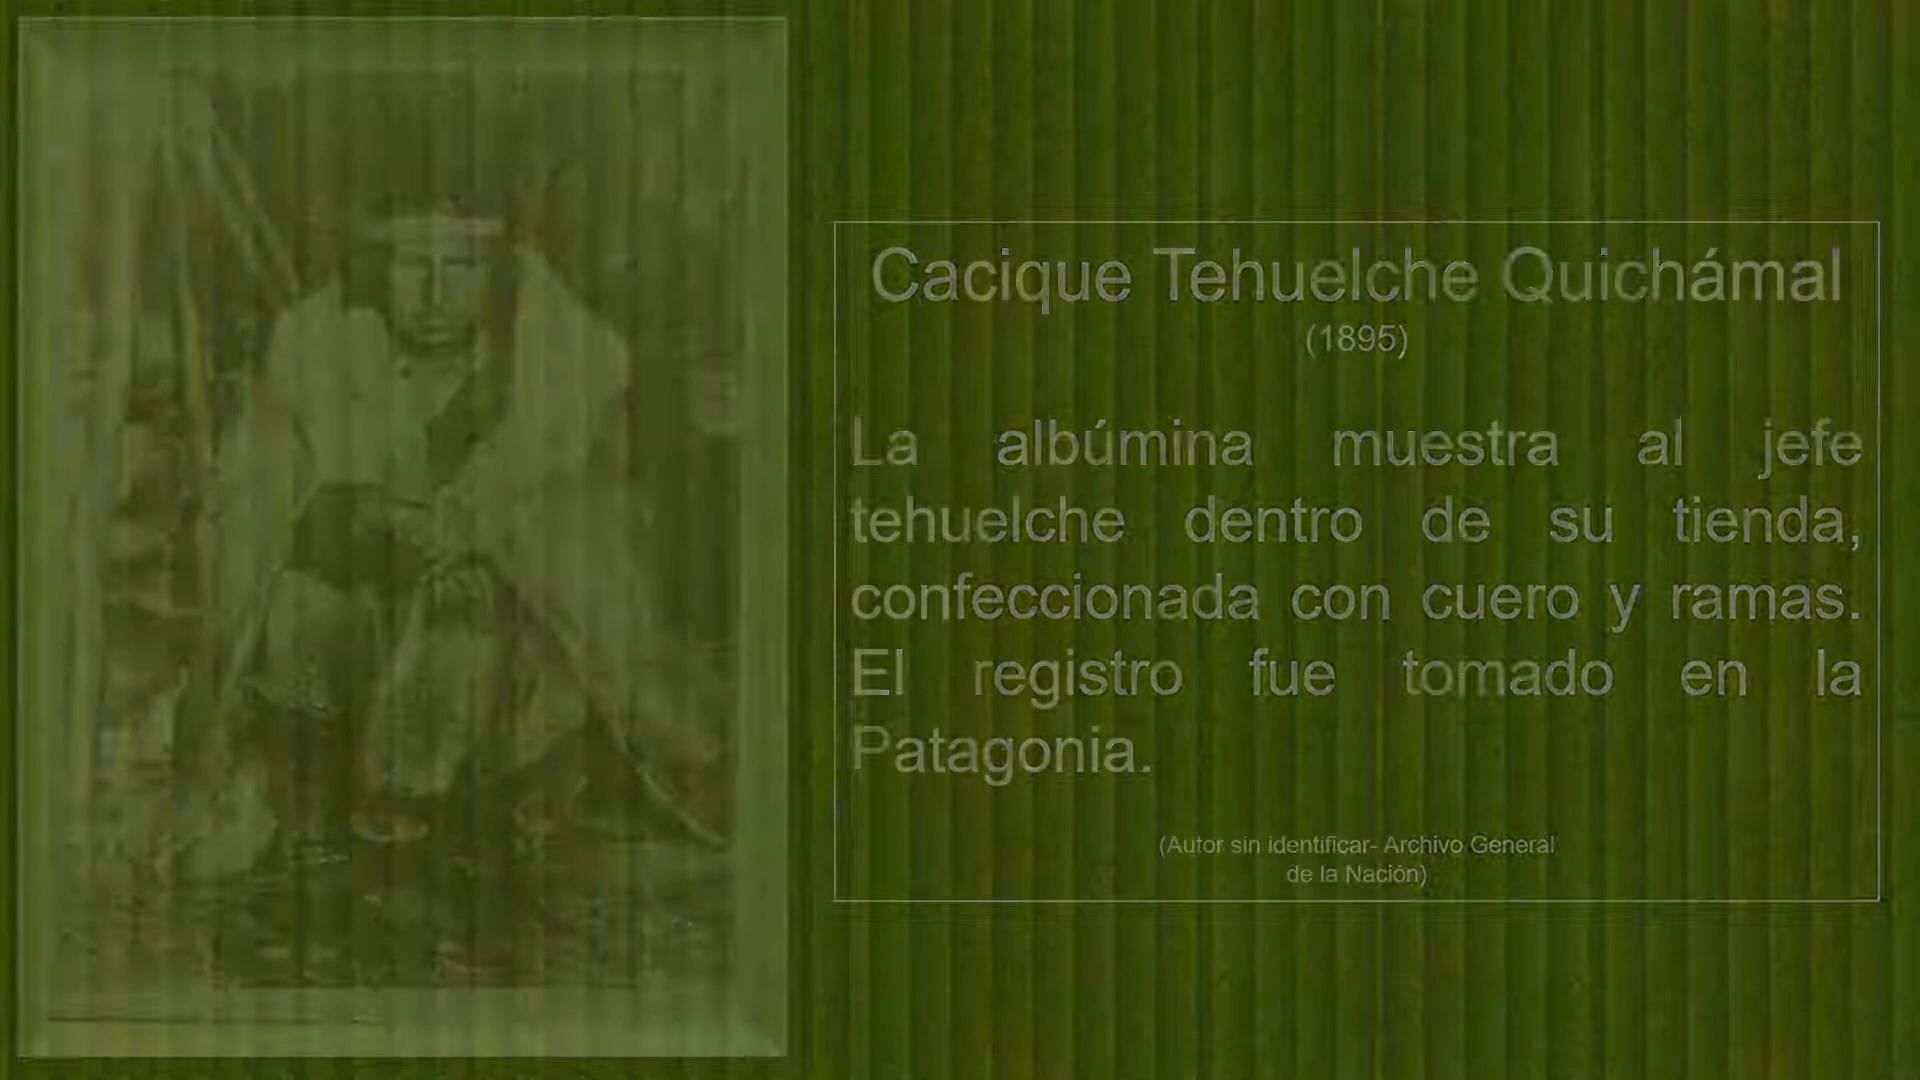 Cacique Tehuelche Quichámal
(1895)
La albúmina muestra al jefe
tehuelche dentro de su tienda,
confeccionada con cuero y ramas.
El registro fue tomado en la
Patagonia.
(Autor sin identificar- Archivo General
de la Nación)